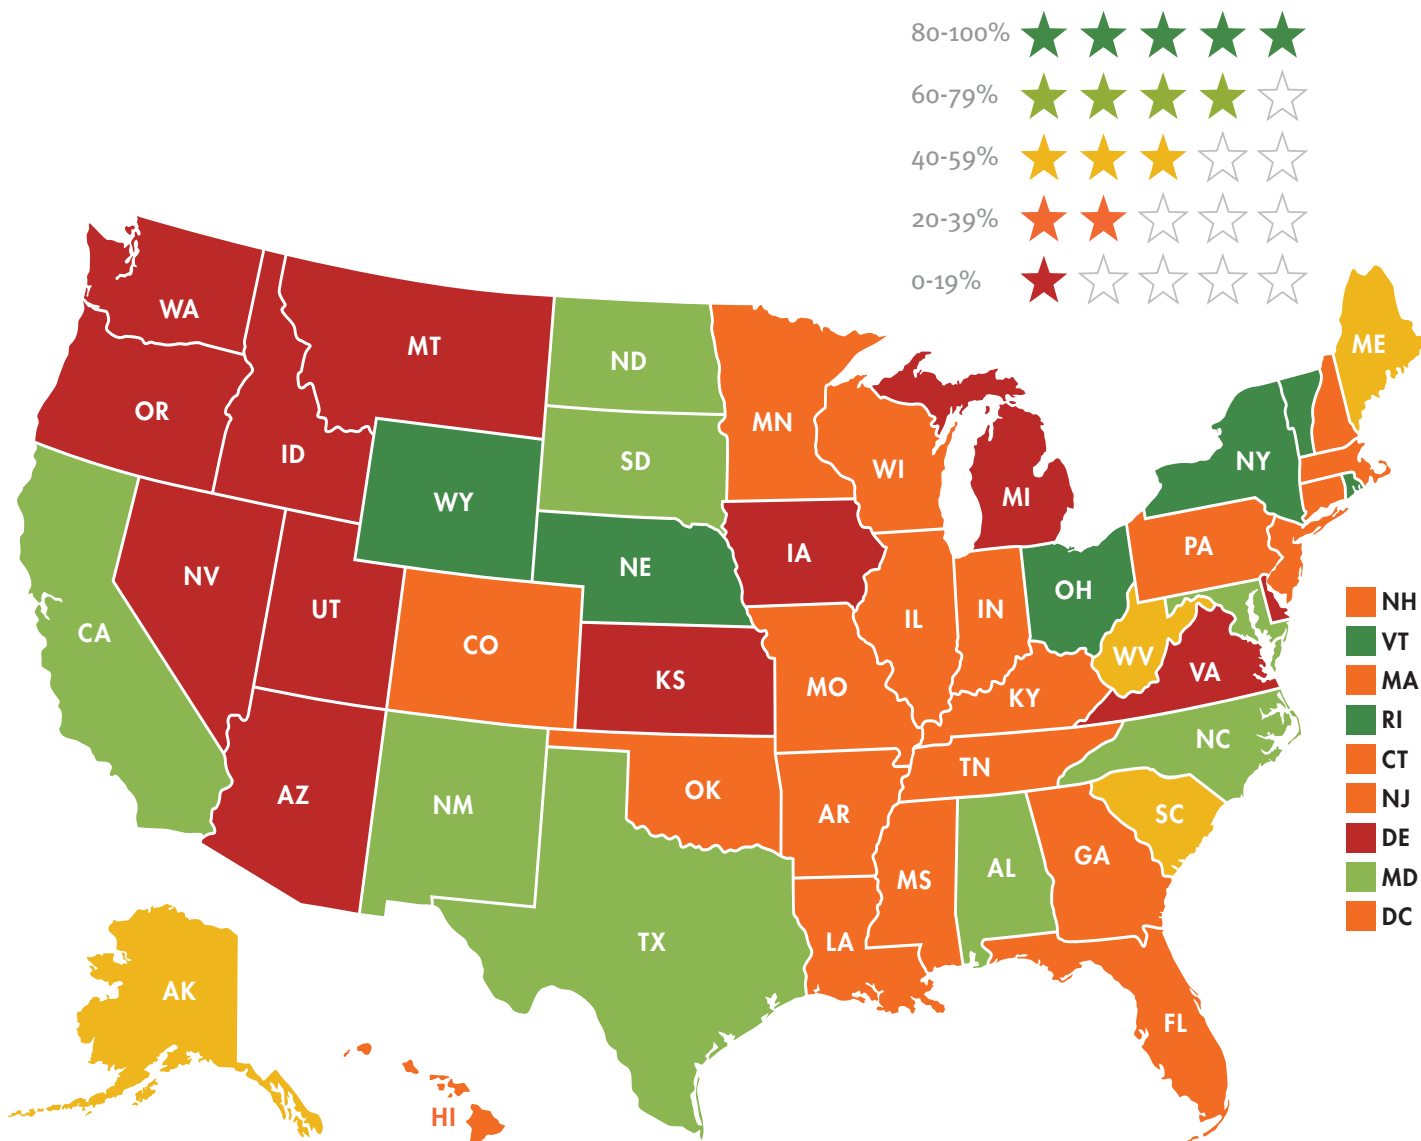 80-100%
60-79%
40-59%
20-39%
0-19%
WA
ME
MT
ND
OR
MN
ID
SD
WI
NY
WY
MI
IA
PA
NV
NE
OH
UT
IL
IN
NH
CA
CO
VT
WV
VA
KS
MO
KY
MA
RI
NC
CT
TN
AZ
NM
OK
AR
SC
NJ
MS
AL
GA
DE
MD
TX
LA
DC
AK
FL
HI